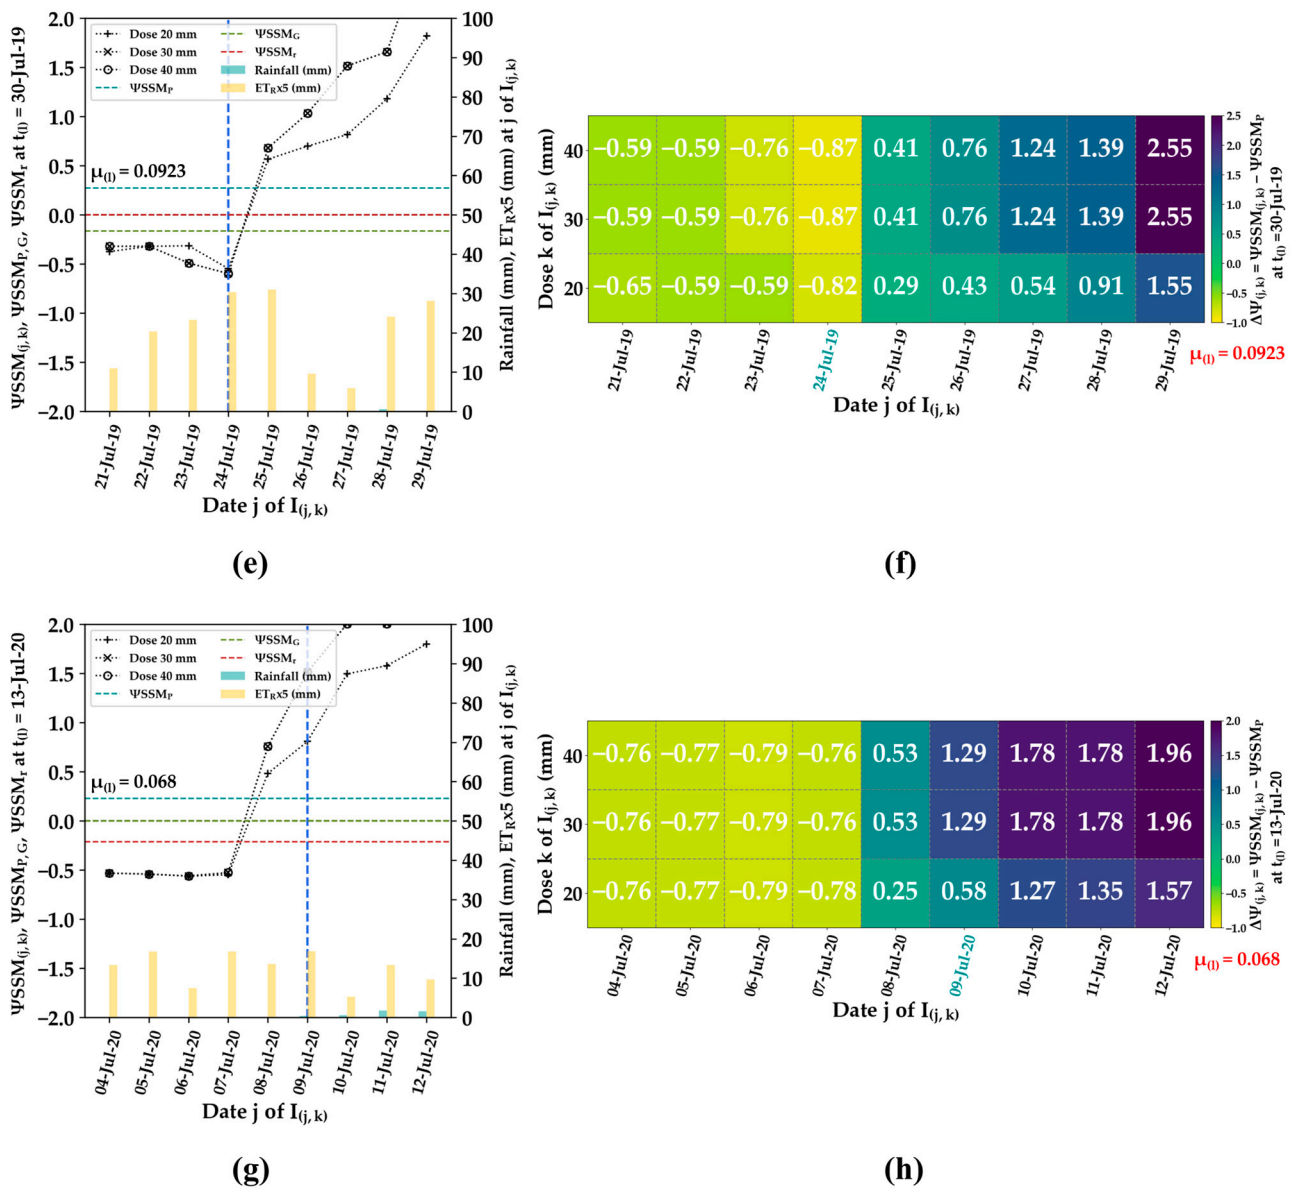 ΨSSM(j,k), ΨSSMP,G, ΨSSMr at t(l) = 30-Jul-19
2.0
1.5
1.0
0.5
0.0
−0.5
−1.0
−1.5
−2.0
Dose 20 mm
Dose 30 mm
Dose 40 mm
ΨSSMP
ΨSSMG
ΨSSMr
Rainfall (mm)
ETRx5 (mm)
μ(l) = 0.0923
100
90
80
70
60
50
40
30
20
10
0
Rainfall (mm), ETRx5 (mm) at j of I(j,k)
21-Jul-19
22-Jul-19
23-Jul-19
24-Jul-19
25-Jul-19
26-Jul-19
27-Jul-19
28-Jul-19
29-Jul-19
Date j of I(j, k)
(e)
Dose k of I(j,k) (mm)
40 −0.59 −0.59 −0.76 −0.87 0.41 0.76 1.24 1.39 2.55
30 −0.59 −0.59 −0.76 −0.87 0.41 0.76 1.24 1.39 2.55
20 −0.65 −0.59 −0.59 −0.82 0.29 0.43 0.54 0.91 1.55
21-Jul-19
22-Jul-19
23-Jul-19
24-Jul-19
25-Jul-19
26-Jul-19
27-Jul-19
28-Jul-19
29-Jul-19
Date j of I(j, k)
2.5
2.0
1.5
1.0
0.5
0.0
−0.5
−1.0
ΔΨ(j,k) = ΨSSM(j,k) − ΨSSMP
at t(l)=30-Jul-19
μ(l) = 0.0923
(f)
ΨSSM(j,k), ΨSSMP,G, ΨSSMr at t(l) = 13-Jul-20
2.0
1.5
1.0
0.5
0.0
−0.5
−1.0
−1.5
−2.0
Dose 20 mm
Dose 30 mm
Dose 40 mm
ΨSSMP
ΨSSMG
ΨSSMr
Rainfall (mm)
ETRx5 (mm)
μ(l) = 0.068
100
90
80
70
60
50
40
30
20
10
0
Rainfall (mm), ETRx5 (mm) at j of I(j,k)
04-Jul-20
05-Jul-20
06-Jul-20
07-Jul-20
08-Jul-20
09-Jul-20
10-Jul-20
11-Jul-20
12-Jul-20
Date j of I(j, k)
(g)
Dose k of I(j,k) (mm)
40 −0.76 −0.77 −0.79 −0.76 0.53 1.29 1.78 1.78 1.96
30 −0.76 −0.77 −0.79 −0.76 0.53 1.29 1.78 1.78 1.96
20 −0.76 −0.77 −0.79 −0.78 0.25 0.58 1.27 1.35 1.57
04-Jul-20
05-Jul-20
06-Jul-20
07-Jul-20
08-Jul-20
09-Jul-20
10-Jul-20
11-Jul-20
12-Jul-20
Date j of I(j, k)
2.0
1.5
1.0
0.5
0.0
−0.5
−1.0
ΔΨ(j,k) = ΨSSM(j,k) − ΨSSMP
at t(l)=13-Jul-20
μ(l) = 0.068
(h)